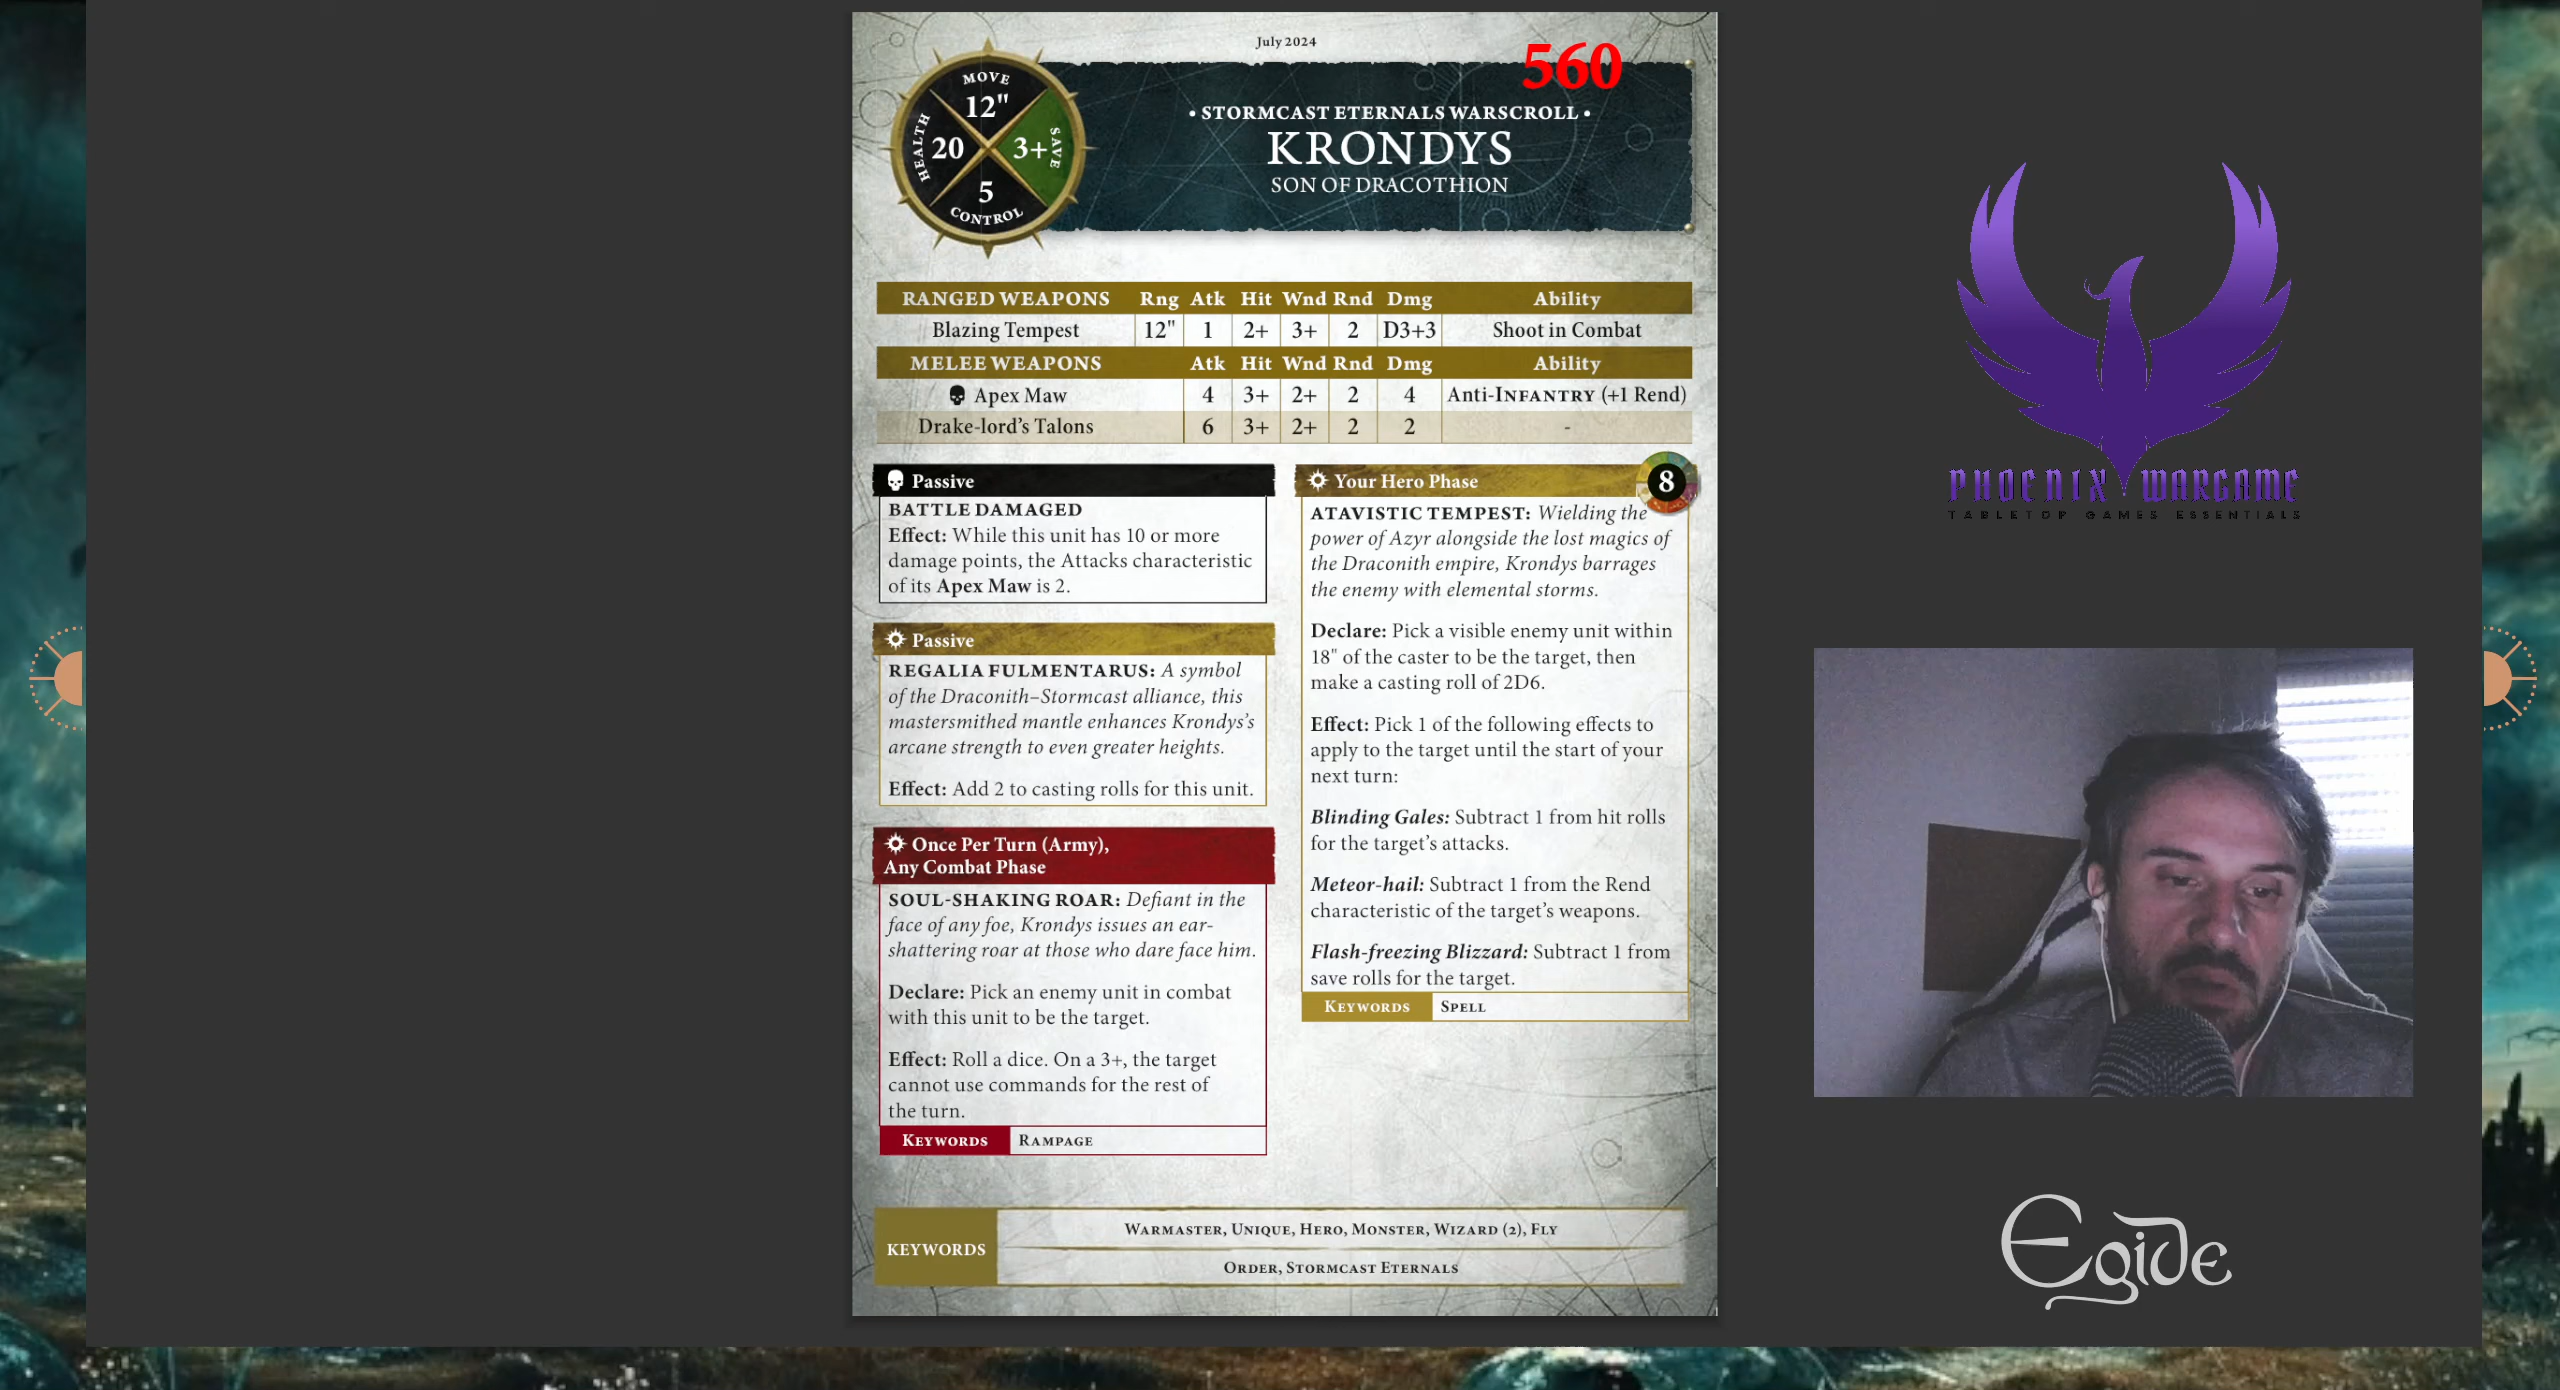 July 2024
560
MOVE
12"
HEALTH
20
3+
SAVE
5
CONTROL
• STORMCAST ETERNALS WARSCROLL •
KRONDYS
SON OF DRACOTHION
RANGED WEAPONS Rng Atk Hit Wnd Rnd Dmg Ability
Blazing Tempest 12" 1 2+ 3+ 2 D3+3 Shoot in Combat
MELEE WEAPONS Atk Hit Wnd Rnd Dmg Ability
Apex Maw 4 3+ 2+ 2 4 Anti-INFANTRY (+1 Rend)
Drake-lord's Talons 6 3+ 2+ 2 2 -
Passive
BATTLE DAMAGED
Effect: While this unit has 10 or more
damage points, the Attacks characteristic
of its Apex Maw is 2.
Passive
REGALIA FULMENTARUS: A symbol
of the Draconith–Stormcast alliance, this
mastersmithed mantle enhances Krondys's
arcane strength to even greater heights.
Effect: Add 2 to casting rolls for this unit.
Once Per Turn (Army),
Any Combat Phase
SOUL-SHAKING ROAR: Defiant in the
face of any foe, Krondys issues an ear-
shattering roar at those who dare face him.
Declare: Pick an enemy unit in combat
with this unit to be the target.
Effect: Roll a dice. On a 3+, the target
cannot use commands for the rest of
the turn.
KEYWORDS RAMPAGE
Your Hero Phase
8
ATAVISTIC TEMPEST: Wielding the
power of Azyr alongside the lost magics of
the Draconith empire, Krondys barrages
the enemy with elemental storms.
Declare: Pick a visible enemy unit within
18" of the caster to be the target, then
make a casting roll of 2D6.
Effect: Pick 1 of the following effects to
apply to the target until the start of your
next turn:
Blinding Gales: Subtract 1 from hit rolls
for the target's attacks.
Meteor-hail: Subtract 1 from the Rend
characteristic of the target's weapons.
Flash-freezing Blizzard: Subtract 1 from
save rolls for the target.
KEYWORDS SPELL
KEYWORDS
WARMASTER, UNIQUE, HERO, MONSTER, WIZARD (2), FLY
ORDER, STORMCAST ETERNALS
PHOENIX WARGAME
TABLETOP GAMES ESSENTIALS
Egide